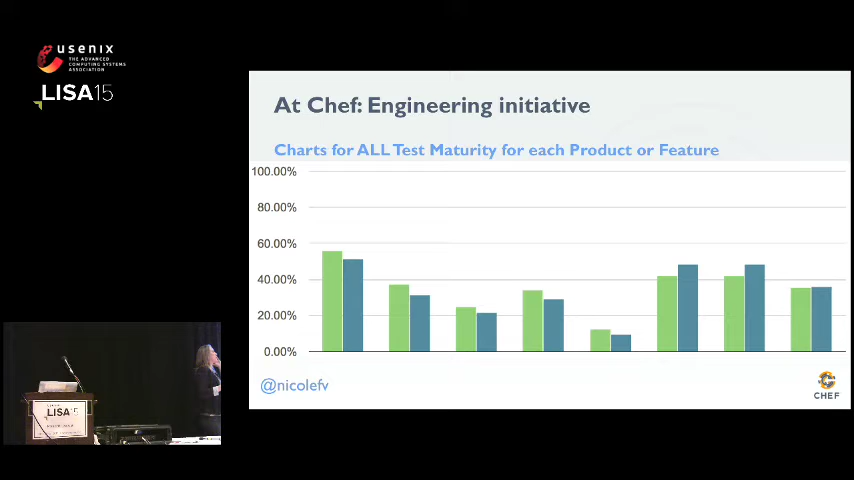 usenix
THE ADVANCED
COMPUTING SYSTEMS
ASSOCIATION
LISA15
At Chef: Engineering initiative
Charts for ALL Test Maturity for each Product or Feature
100.00%
80.00%
60.00%
40.00%
20.00%
0.00%
@nicolefv
CHEF
LISA15